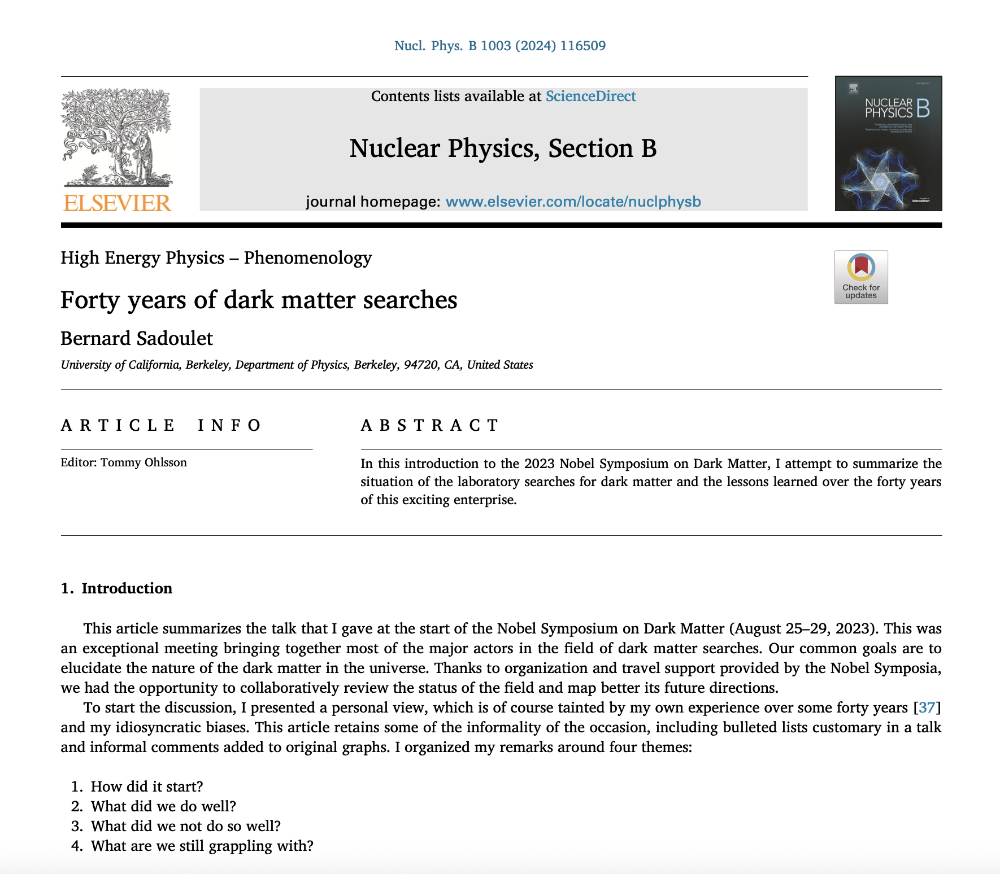 Nucl. Phys. B 1003 (2024) 116509
Contents lists available at ScienceDirect
Nuclear Physics, Section B
journal homepage: www.elsevier.com/locate/nuclphysb
NON SOLUS
ELSEVIER
NUCLEAR
PHYSICS B
ScienceDirect
High Energy Physics – Phenomenology
Check for
updates
Forty years of dark matter searches
Bernard Sadoulet
University of California, Berkeley, Department of Physics, Berkeley, 94720, CA, United States
ARTICLE INFO
Editor: Tommy Ohlsson
ABSTRACT
In this introduction to the 2023 Nobel Symposium on Dark Matter, I attempt to summarize the
situation of the laboratory searches for dark matter and the lessons learned over the forty years
of this exciting enterprise.
1. Introduction
This article summarizes the talk that I gave at the start of the Nobel Symposium on Dark Matter (August 25–29, 2023). This was
an exceptional meeting bringing together most of the major actors in the field of dark matter searches. Our common goals are to
elucidate the nature of the dark matter in the universe. Thanks to organization and travel support provided by the Nobel Symposia,
we had the opportunity to collaboratively review the status of the field and map better its future directions.
To start the discussion, I presented a personal view, which is of course tainted by my own experience over some forty years [37]
and my idiosyncratic biases. This article retains some of the informality of the occasion, including bulleted lists customary in a talk
and informal comments added to original graphs. I organized my remarks around four themes:
1. How did it start?
2. What did we do well?
3. What did we not do so well?
4. What are we still grappling with?